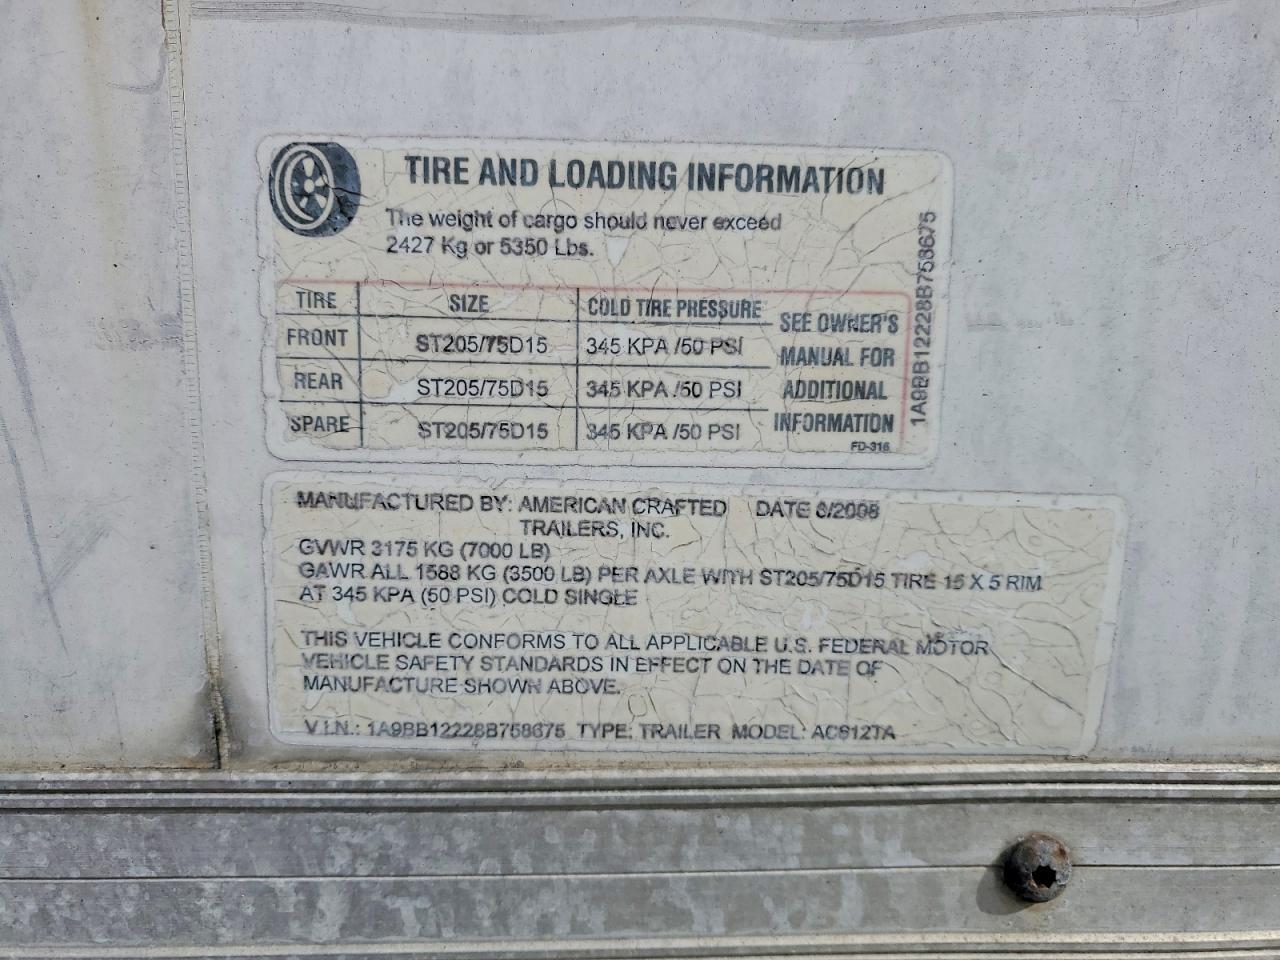 TIRE AND LOADING INFORMATION
The weight of cargo should never exceed
2427 Kg or 5350 Lbs.
TIRE SIZE COLD TIRE PRESSURE SEE OWNER'S
FRONT ST205/75D15 345 KPA /50 PSI MANUAL FOR
REAR ST205/75D15 345 KPA /50 PSI ADDITIONAL
SPARE ST205/75D15 345 KPA /50 PSI INFORMATION
FD-316
1A9BB12228B758675
MANUFACTURED BY: AMERICAN CRAFTED DATE
TRAILERS, INC.
GVWR 3175 KG (7000 LB)
GAWR ALL 1588 KG (3500 LB) PER AXLE WITH ST205/75D15 TIRE 15 X 5 RIM
AT 345 KPA (50 PSI) COLD SINGLE
THIS VEHICLE CONFORMS TO ALL APPLICABLE U.S. FEDERAL MOTOR
VEHICLE SAFETY STANDARDS IN EFFECT ON THE DATE OF
MANUFACTURE SHOWN ABOVE.
V.I.N.: 1A9BB12228B758675 TYPE: TRAILER MODEL: